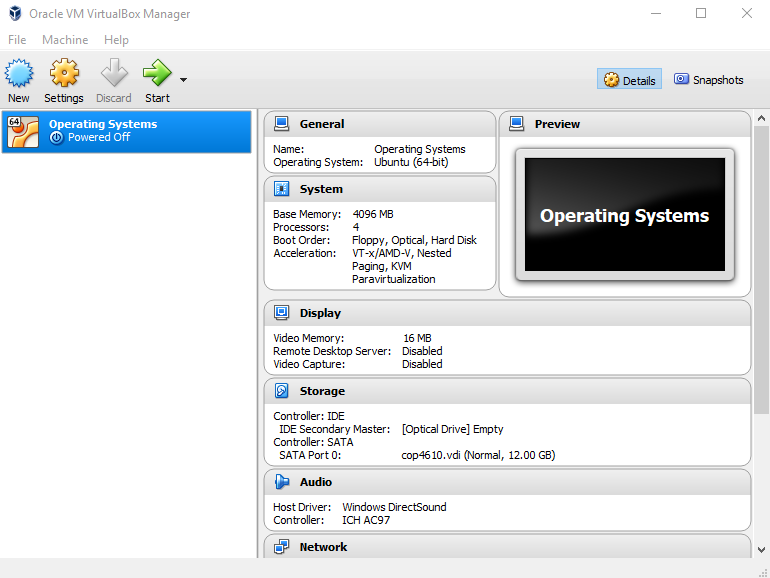 Oracle VM VirtualBox Manager
File Machine Help
New Settings Discard Start Details Snapshots
64
Operating Systems
Powered Off
General
Name: Operating Systems
Operating System: Ubuntu (64-bit)
Preview
Operating Systems
System
Base Memory: 4096 MB
Processors: 4
Boot Order: Floppy, Optical, Hard Disk
Acceleration: VT-x/AMD-V, Nested
Paging, KVM
Paravirtualization
Display
Video Memory: 16 MB
Remote Desktop Server: Disabled
Video Capture: Disabled
Storage
Controller: IDE
IDE Secondary Master: [Optical Drive] Empty
Controller: SATA
SATA Port 0: cop4610.vdi (Normal, 12.00 GB)
Audio
Host Driver: Windows DirectSound
Controller: ICH AC97
Network